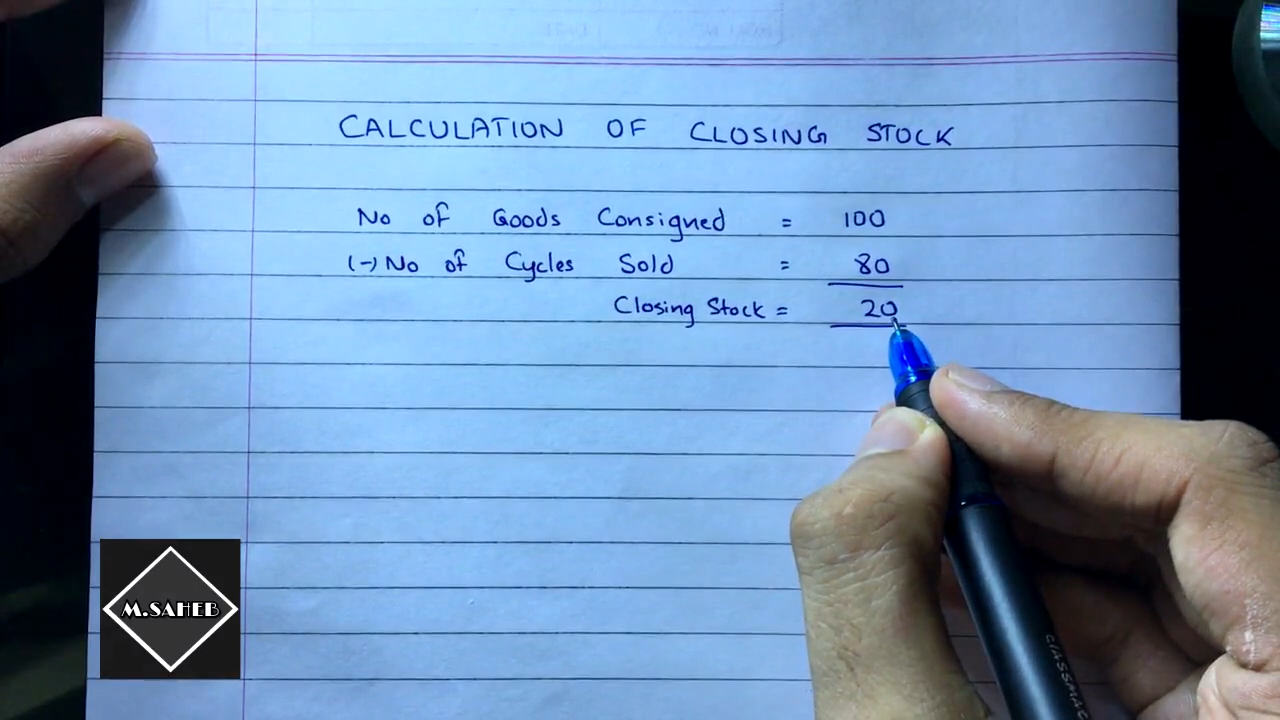 CALCULATION OF CLOSING STOCK
No of Goods Consigned = 100
(-) No of Cycles Sold = 80
Closing Stock = 20
M.SAHEB